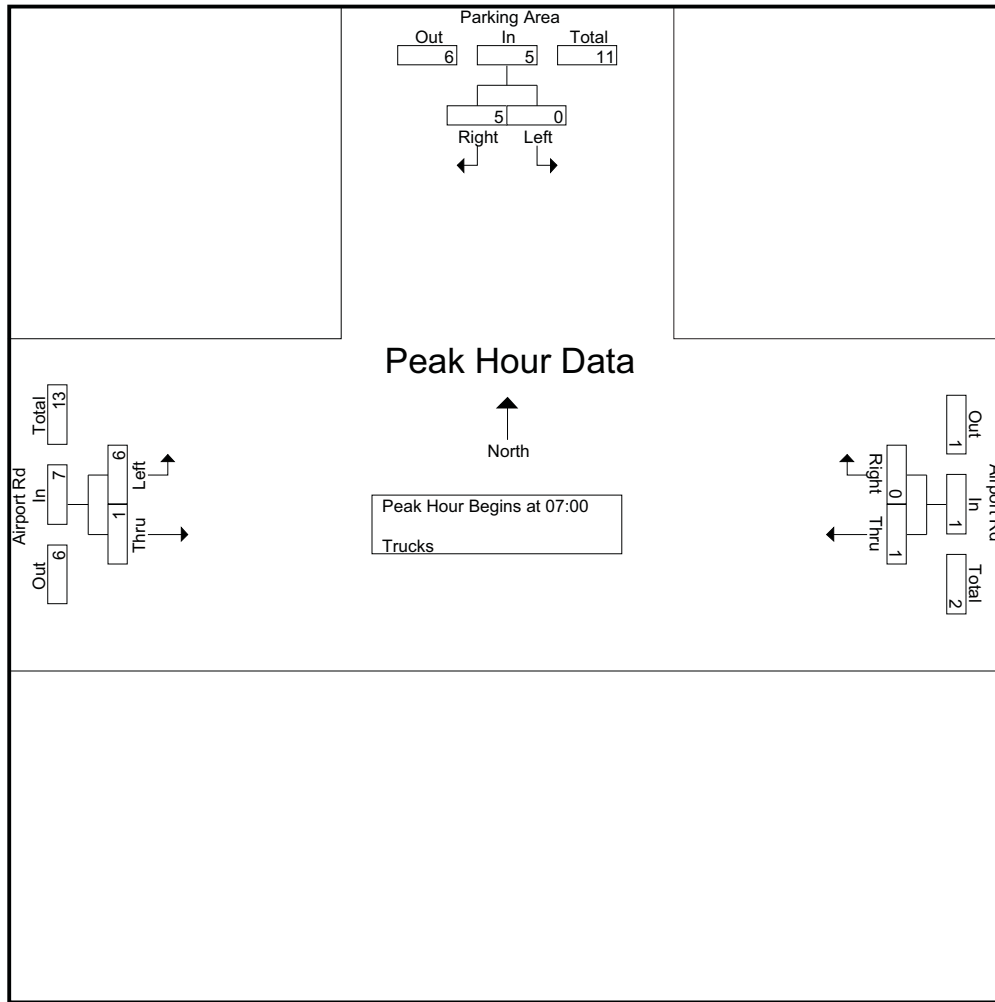 Parking Area
Out In Total
6 5 11
5 0
Right Left
Peak Hour Data
North
Peak Hour Begins at 07:00
Trucks
Airport Rd
Total In Out
13 7 6
6 1
Left Thru
Airport Rd
Out In Total
1 1 2
0 1
Right Thru